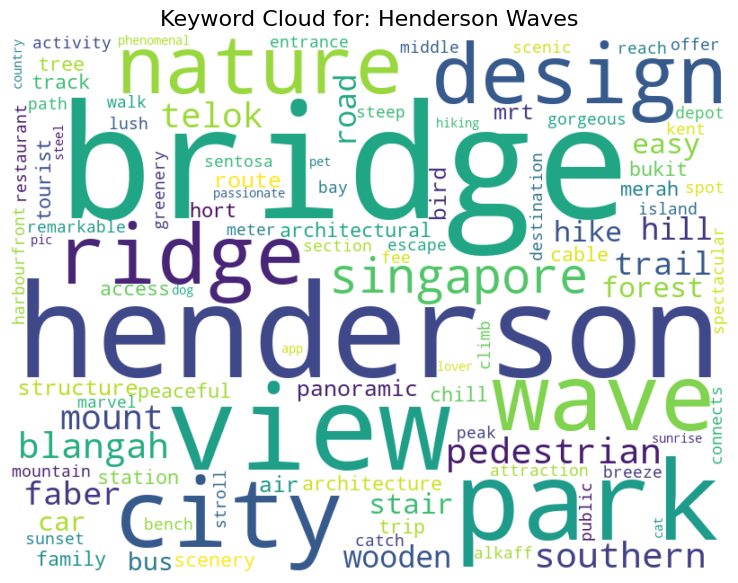 Keyword Cloud for: Henderson Waves
country
activity
phenomenal
entrance
middle
scenic
reach
offer
tree
track
nature
road
design
path
walk
telok
steep
mrt
gorgeous
depot
restaurant
steel
lush
bridge
hiking
kent
easy
tourist
greenery
sentosa
pet
route
bay
passionate
bird
destination
bukit
merah
spot
hort
island
remarkable
pic
meter
architectural
hike
hill
harbourfront
ridge
section
escape
fee
cable
trail
spectacular
access
dog
singapore
forest
henderson
app
climb
lover
structure
peaceful
panoramic
chill
wave
connects
marvel
mount
view
peak
pedestrian
sunrise
blangah
mountain
station
stroll
air
architecture
attraction
breeze
faber
city
stair
park
public
cat
car
bench
trip
sunset
catch
southern
family
bus
scenery
wooden
alkaff